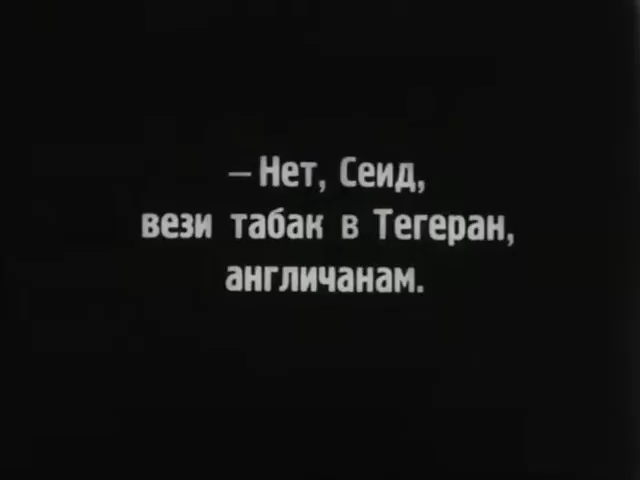 – Нет, Сеид,
вези табак в Тегеран,
англичанам.